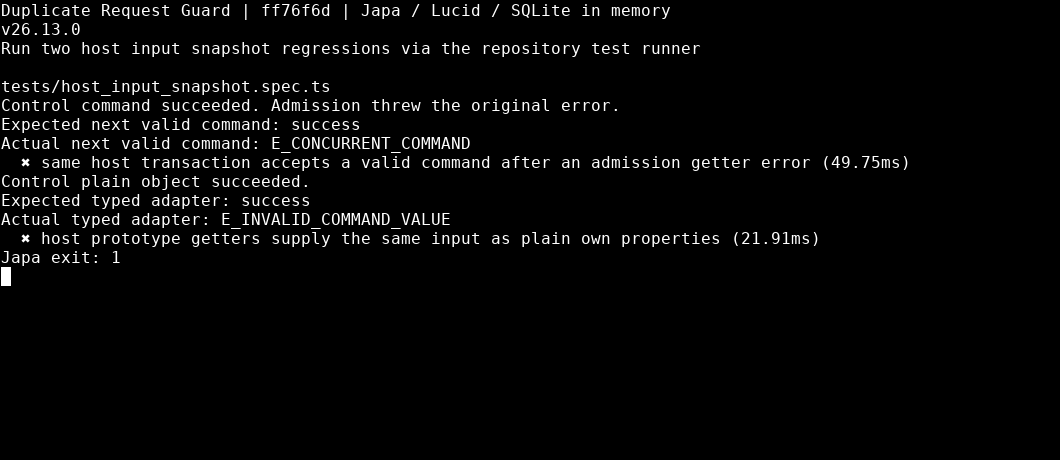 Duplicate Request Guard | ff76f6d | Japa / Lucid / SQLite in memory
v26.13.0
Run two host input snapshot regressions via the repository test runner
tests/host_input_snapshot.spec.ts
Control command succeeded. Admission threw the original error.
Expected next valid command: success
Actual next valid command: E_CONCURRENT_COMMAND
✖ same host transaction accepts a valid command after an admission getter error (49.75ms)
Control plain object succeeded.
Expected typed adapter: success
Actual typed adapter: E_INVALID_COMMAND_VALUE
✖ host prototype getters supply the same input as plain own properties (21.91ms)
Japa exit: 1